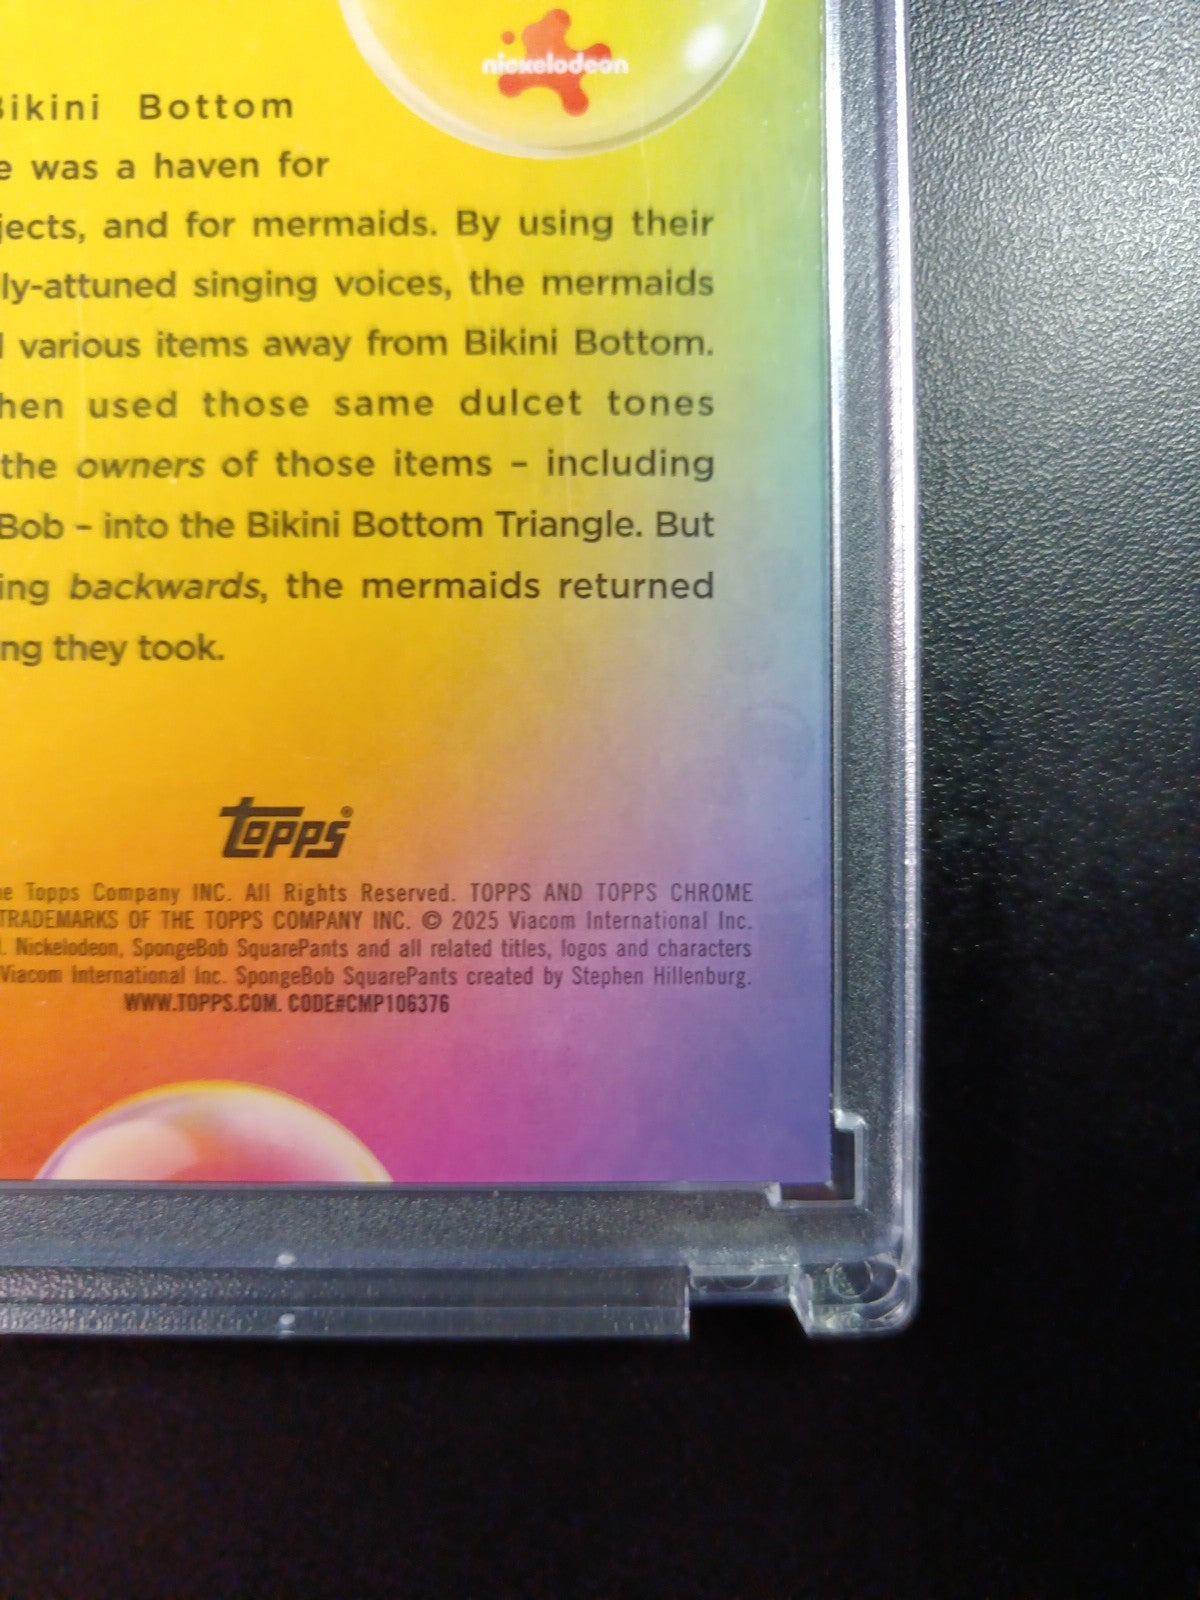 nickelodeon
Bikini Bottom
e was a haven for
jects, and for mermaids. By using their
ly-attuned singing voices, the mermaids
various items away from Bikini Bottom.
hen used those same dulcet tones
the owners of those items – including
Bob – into the Bikini Bottom Triangle. But
ing backwards, the mermaids returned
ng they took.
topps®
e Topps Company INC. All Rights Reserved. TOPPS AND TOPPS CHROME
TRADEMARKS OF THE TOPPS COMPANY INC. © 2025 Viacom International Inc.
. Nickelodeon, SpongeBob SquarePants and all related titles, logos and characters
Viacom International Inc. SpongeBob SquarePants created by Stephen Hillenburg.
WWW.TOPPS.COM. CODE#CMP106376